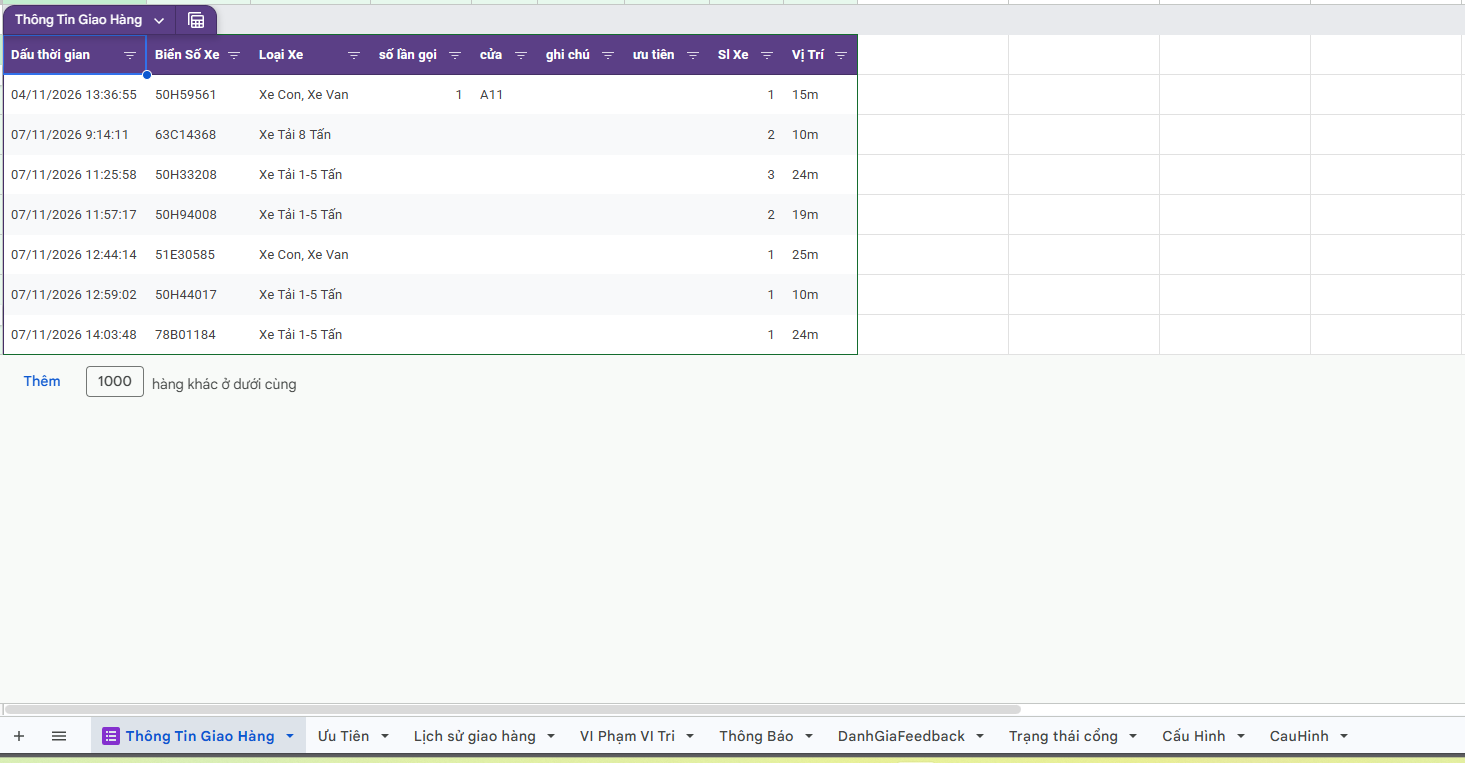 Thông Tin Giao Hàng
Dấu thời gian Biển Số Xe Loại Xe số lần gọi cửa ghi chú ưu tiên Sl Xe Vị Trí
04/11/2026 13:36:55 50H59561 Xe Con, Xe Van 1 A11 1 15m
07/11/2026 9:14:11 63C14368 Xe Tải 8 Tấn 2 10m
07/11/2026 11:25:58 50H33208 Xe Tải 1-5 Tấn 3 24m
07/11/2026 11:57:17 50H94008 Xe Tải 1-5 Tấn 2 19m
07/11/2026 12:44:14 51E30585 Xe Con, Xe Van 1 25m
07/11/2026 12:59:02 50H44017 Xe Tải 1-5 Tấn 1 10m
07/11/2026 14:03:48 78B01184 Xe Tải 1-5 Tấn 1 24m
Thêm 1000 hàng khác ở dưới cùng
Thông Tin Giao Hàng Ưu Tiên Lịch sử giao hàng VI Phạm VI Trí Thông Báo DanhGiaFeedback Trạng thái cổng Cấu Hình CauHinh